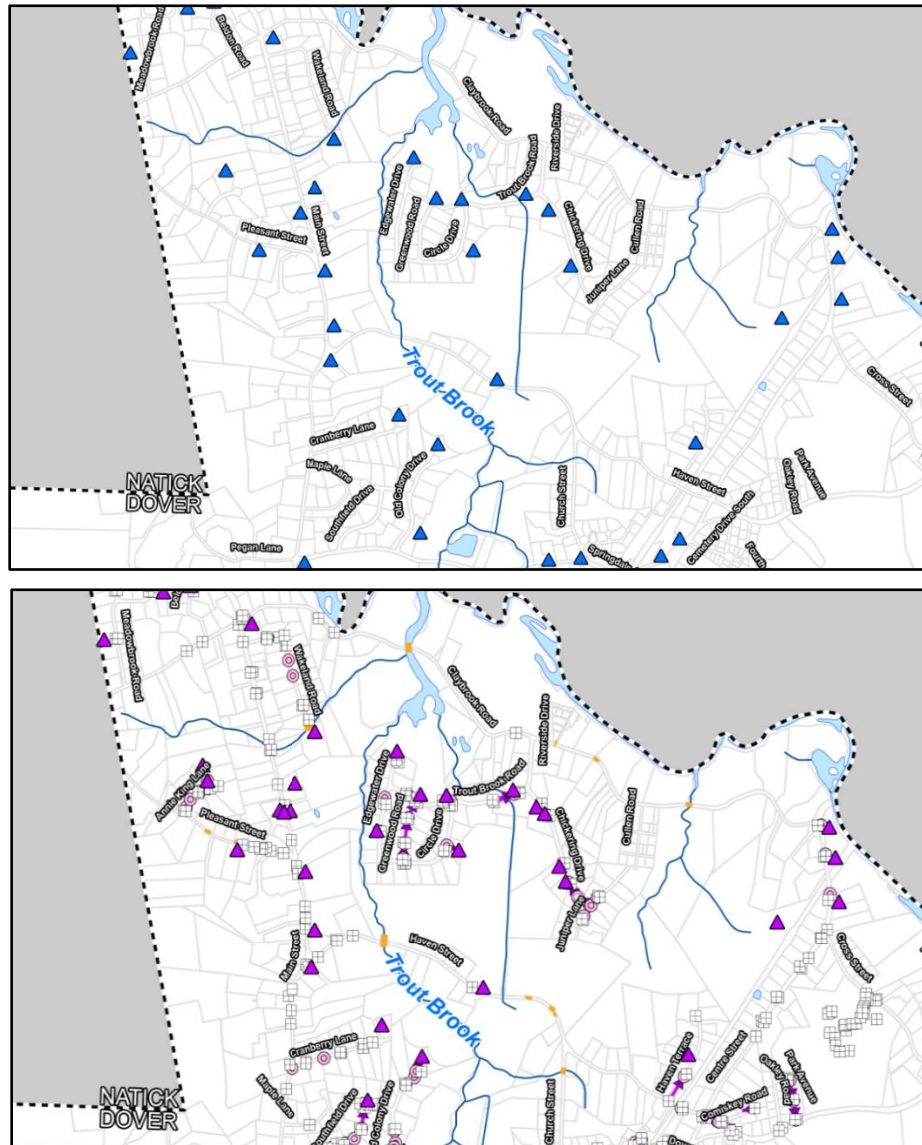 Meadowbrook Road
Beldon Road
Wakeland Road
Claybrook Road
Riverside Drive
Trout Brook Road
Edgewater Drive
Greenwood Road
Circle Drive
Pleasant Street
Main Street
Chickering Drive
Cullen Road
Juniper Lane
Trout Brook
Cross Street
Cranberry Lane
Maple Lane
Southfield Drive
Old Colony Drive
Church Street
Haven Street
Park Avenue
Oakley Road
Cemetery Drive South
NATICK
DOVER
Pegan Lane
Fourth
Meadowbrook Road
Wakeland Road
Claybrook Road
Riverside Drive
Edgewater Drive
Trout Brook Road
Annie King Lane
Greenwood Road
Pleasant Street
Circle Drive
Chickering Drive
Cullen Road
Juniper Lane
Haven Street
Main Street
Trout Brook
Cross Street
Cranberry Lane
Maple Lane
Haven Terrace
Centre Street
Park Avenue
Oakley Road
Comiskey Road
NATICK
DOVER
Colony Drive
Church Street